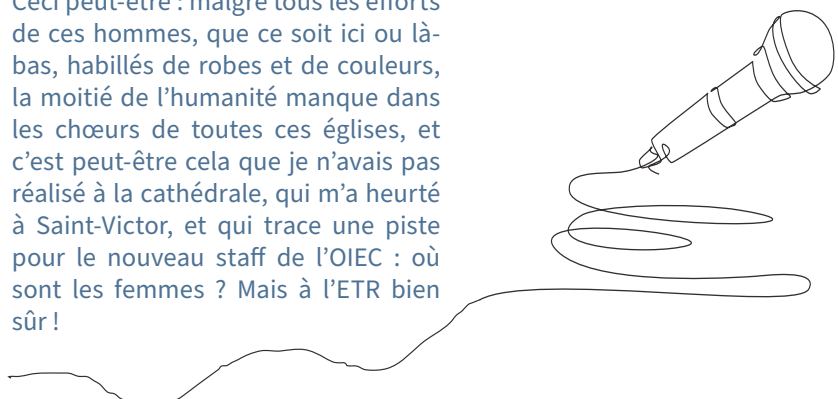 Ceci peut-être : malgré tous les efforts
de ces hommes, que ce soit ici ou là-
bas, habillés de robes et de couleurs,
la moitié de l’humanité manque dans
les chœurs de toutes ces églises, et
c’est peut-être cela que je n’avais pas
réalisé à la cathédrale, qui m’a heurté
à Saint-Victor, et qui trace une piste
pour le nouveau staff de l’OIEC : où
sont les femmes ? Mais à l’ETR bien
sûr !